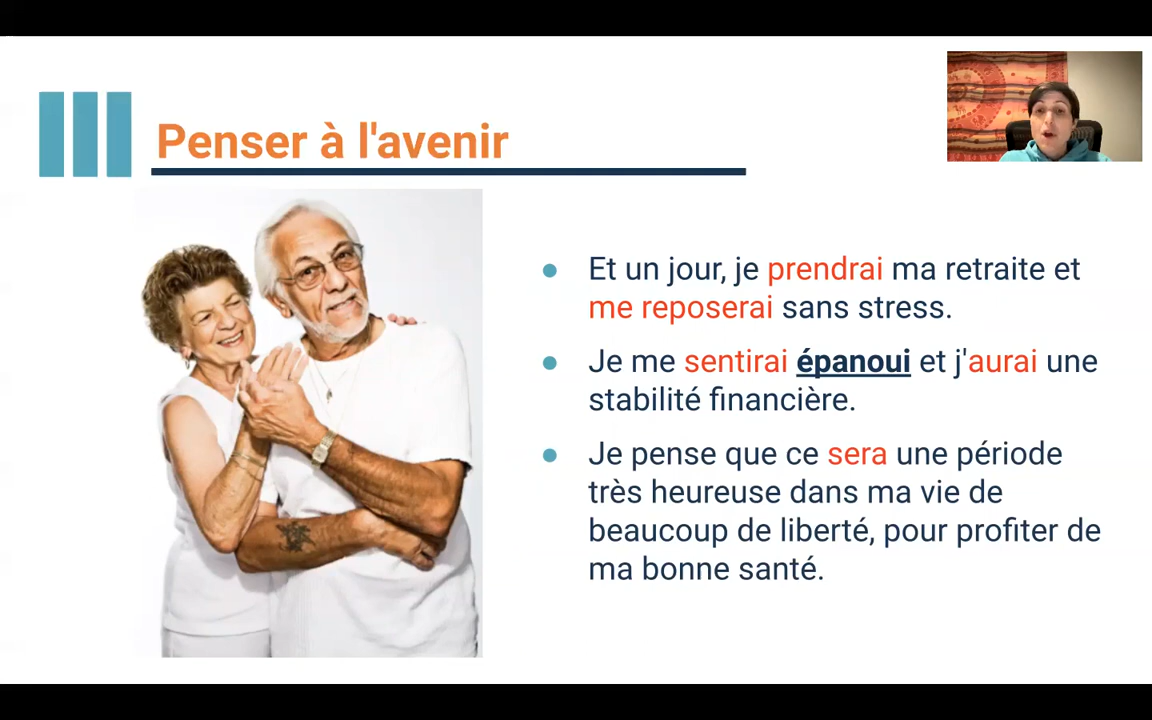 Penser à l'avenir
Et un jour, je prendrai ma retraite et
me reposerai sans stress.
Je me sentirai épanoui et j'aurai une
stabilité financière.
Je pense que ce sera une période
très heureuse dans ma vie de
beaucoup de liberté, pour profiter de
ma bonne santé.